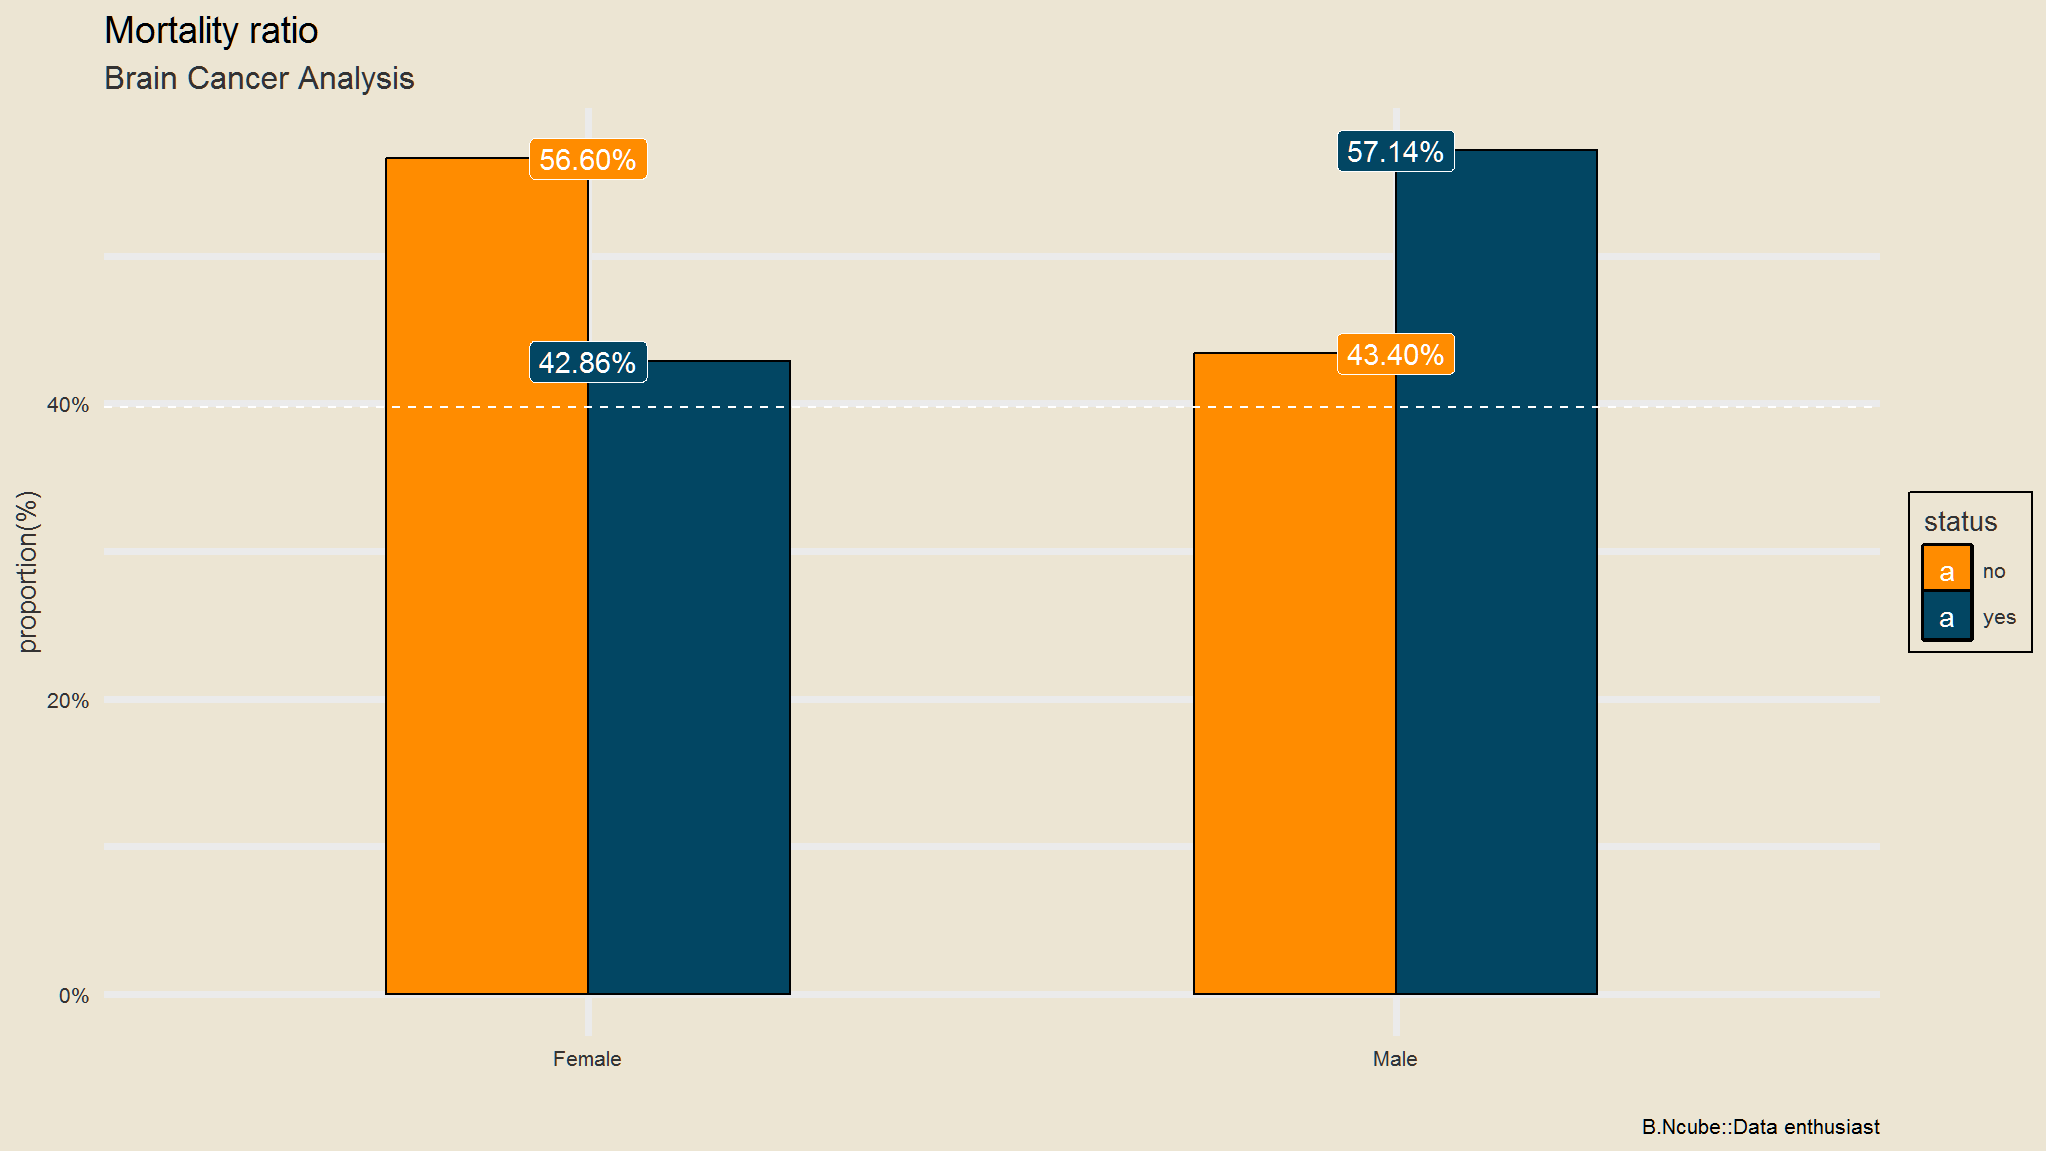 Mortality ratio
Brain Cancer Analysis
56.60%
57.14%
42.86%
43.40%
40%
20%
0%
proportion(%)
status
a no
a yes
Female
Male
B.Ncube::Data enthusiast